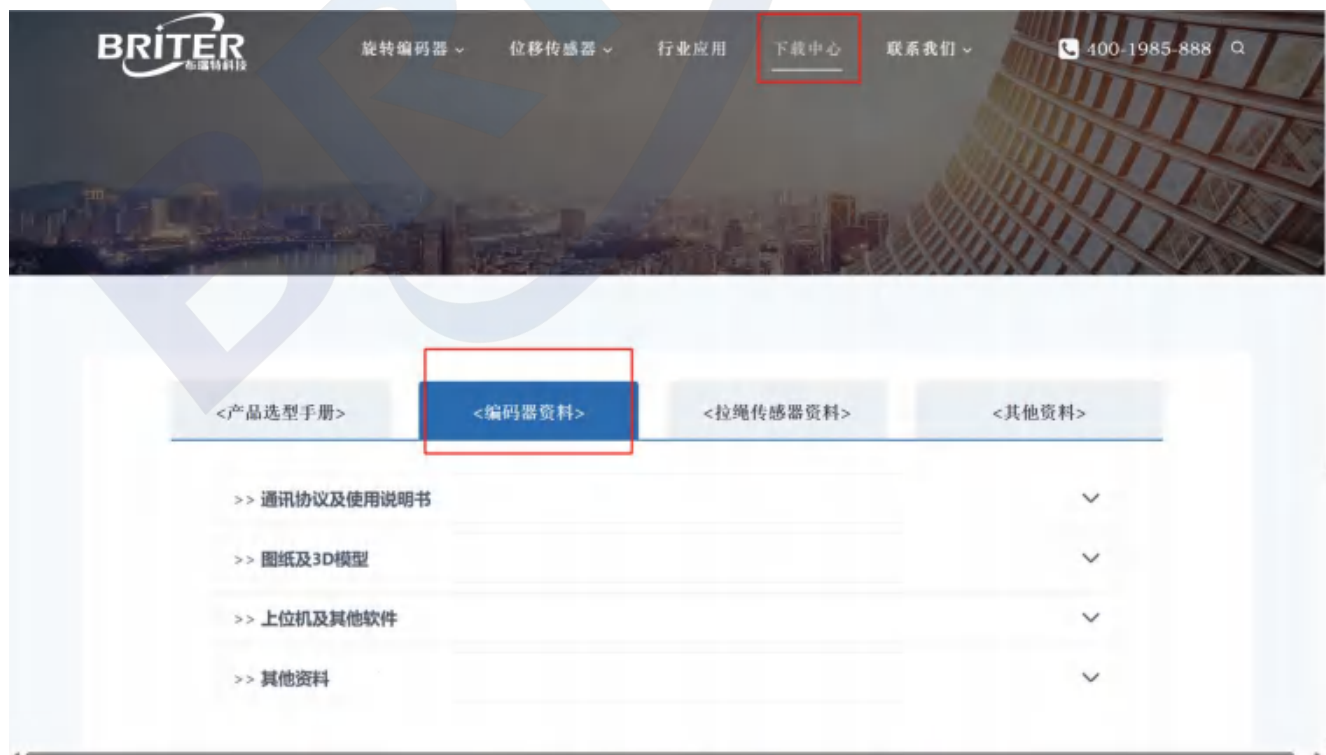 BRITER
布瑞特科技
旋转编码器 位移传感器 行业应用 下载中心 联系我们 400-1985-888
<产品选型手册> <编码器资料> <拉绳传感器资料> <其他资料>
>> 通讯协议及使用说明书
>> 图纸及3D模型
>> 上位机及其他软件
>> 其他资料